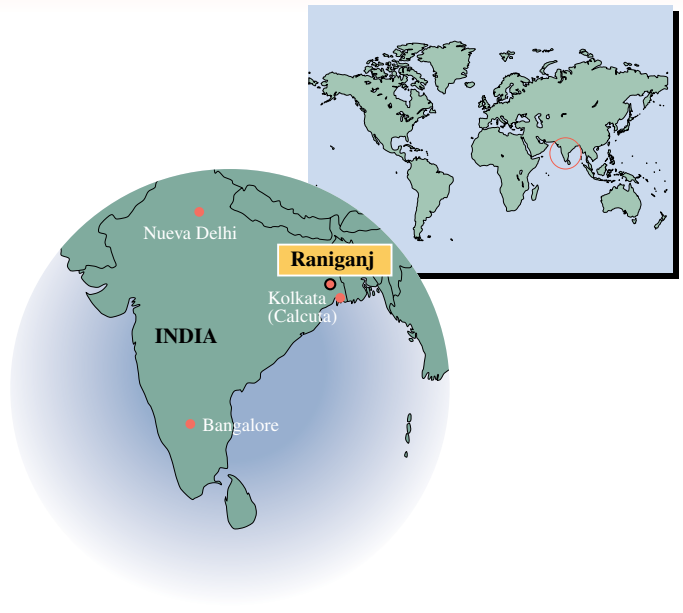 Nueva Delhi
Raniganj
Kolkata
(Calcuta)
INDIA
Bangalore